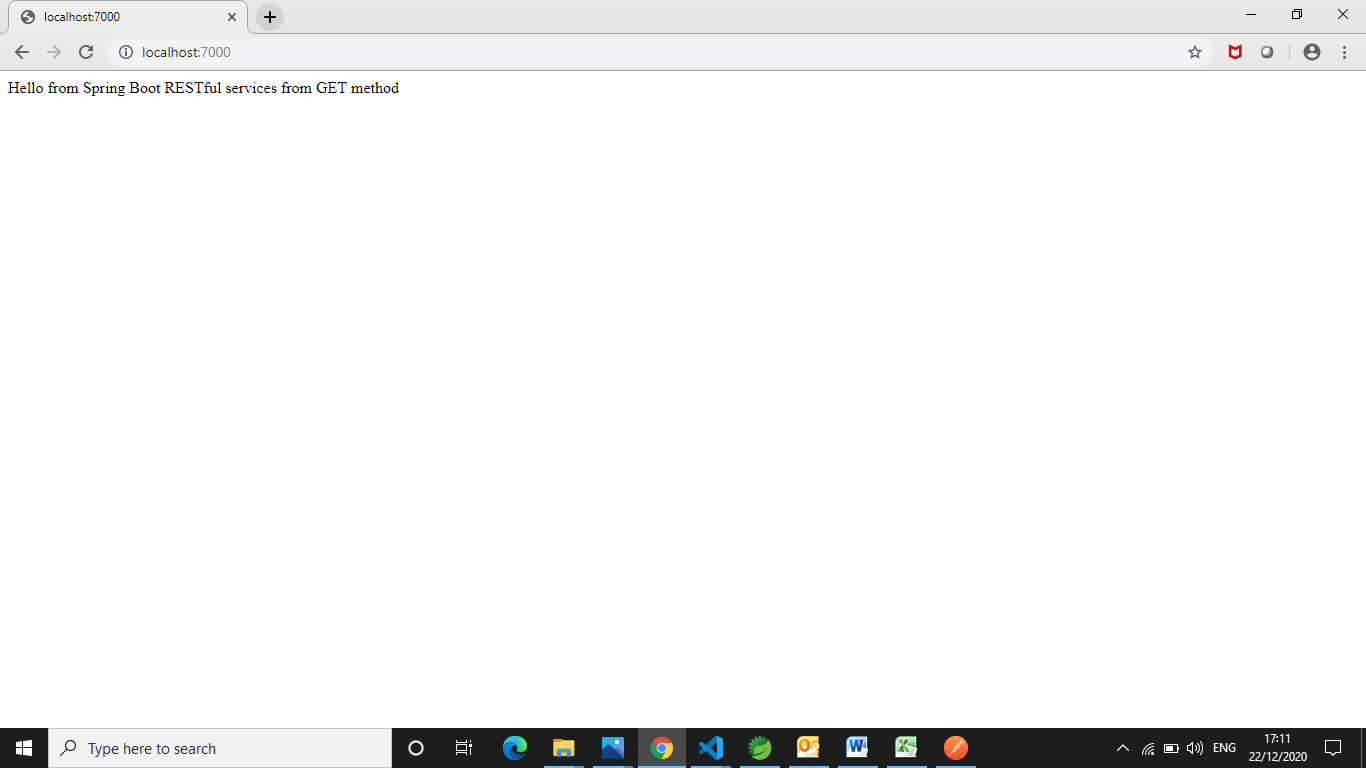 localhost:7000
localhost:7000
Hello from Spring Boot RESTful services from GET method
Type here to search
ENG
17:11
22/12/2020